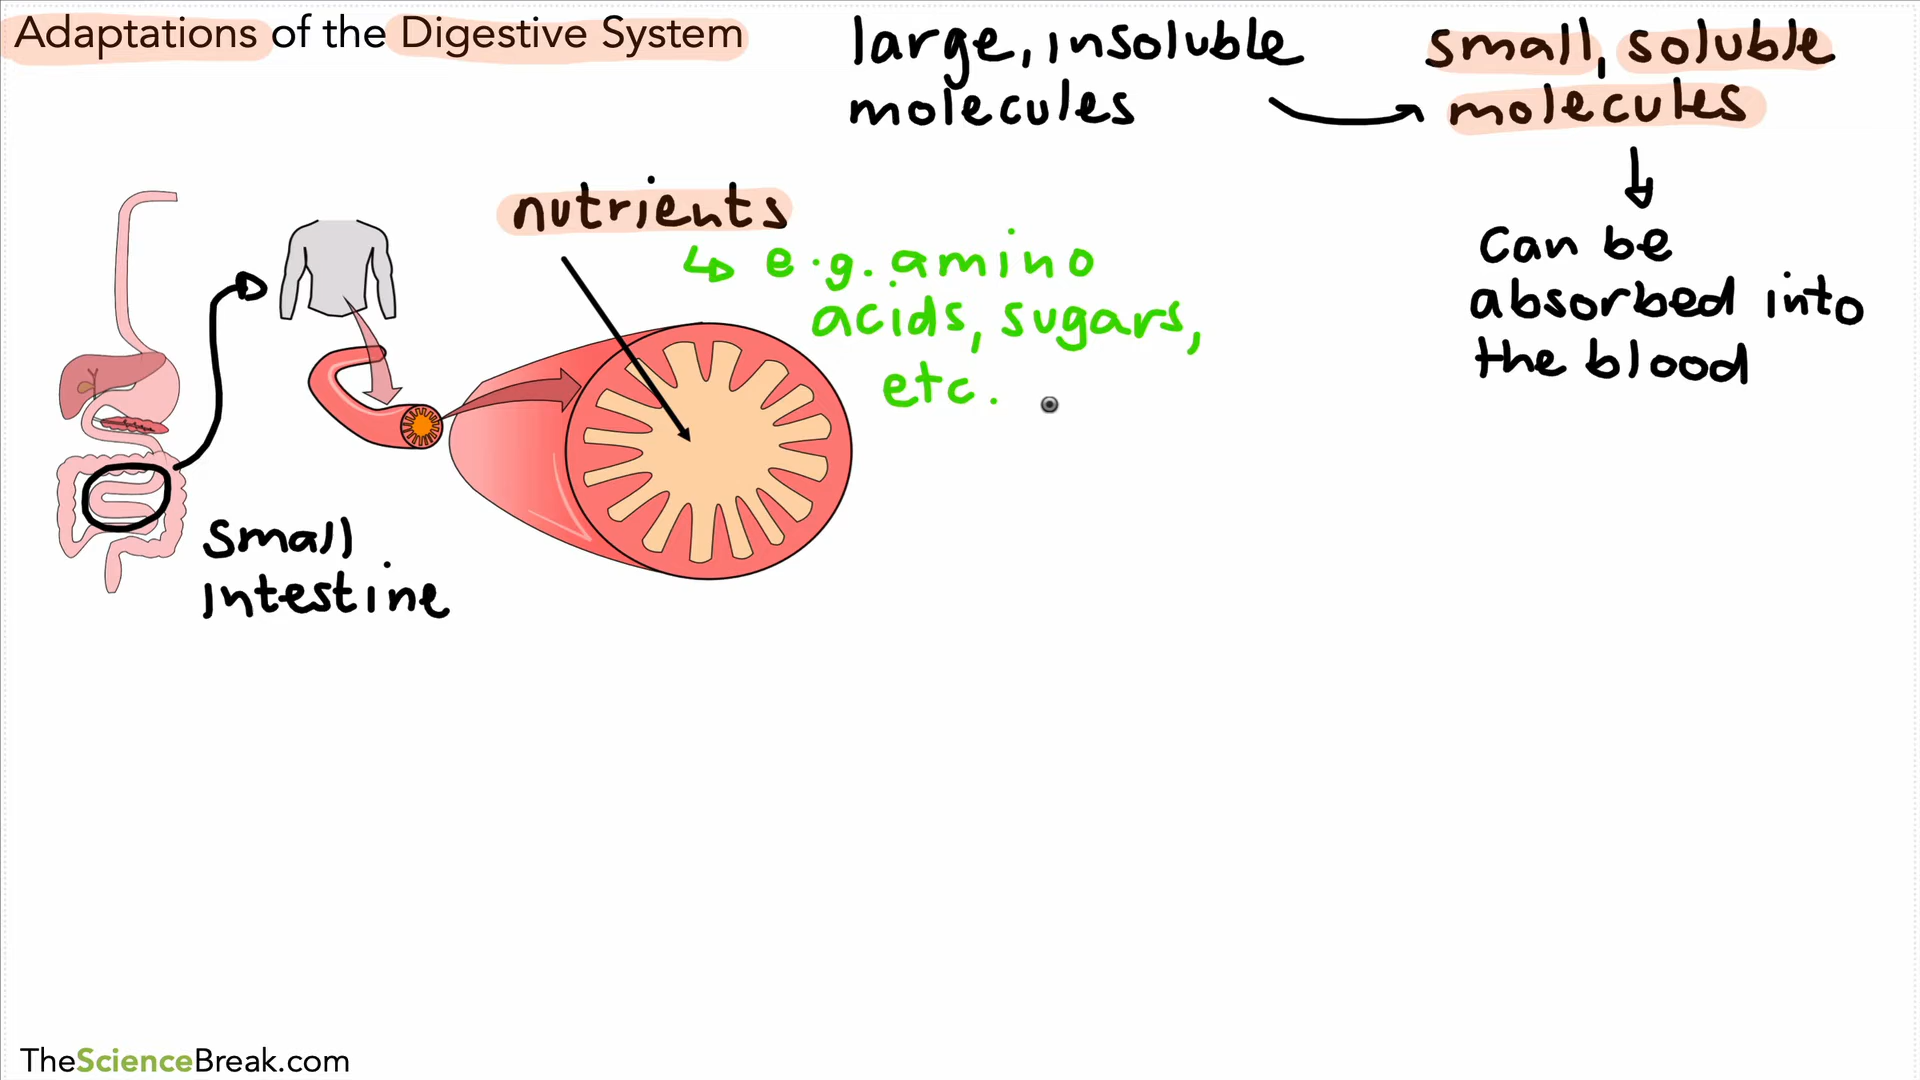 Adaptations of the Digestive System
large, insoluble
molecules
small, soluble
molecules
can be
absorbed into
the blood
nutrients
e.g. amino
acids, sugars,
etc.
small
intestine
TheScienceBreak.com